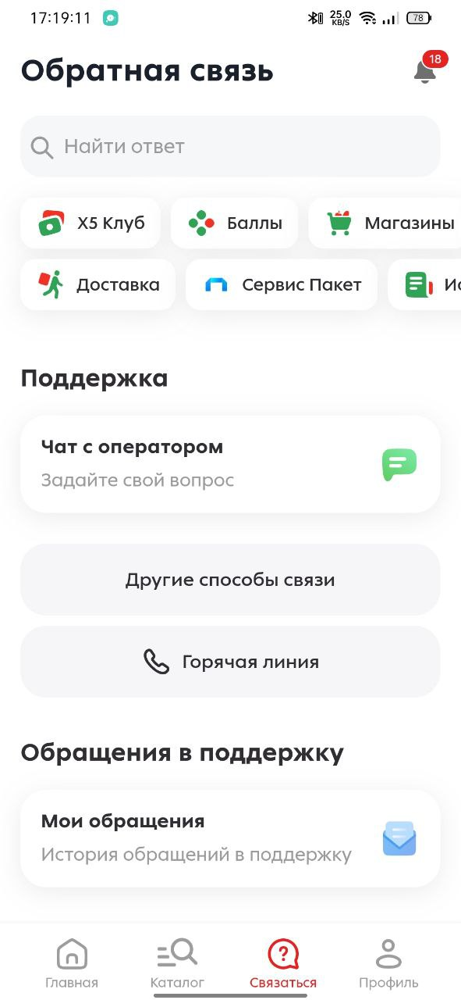 17:19:11
25.0
KB/S
78
Обратная связь
18
Найти ответ
X5 Клуб
Баллы
Магазины
Доставка
Сервис Пакет
Ис
Поддержка
Чат с оператором
Задайте свой вопрос
Другие способы связи
Горячая линия
Обращения в поддержку
Мои обращения
История обращений в поддержку
Главная
Каталог
Связаться
Профиль